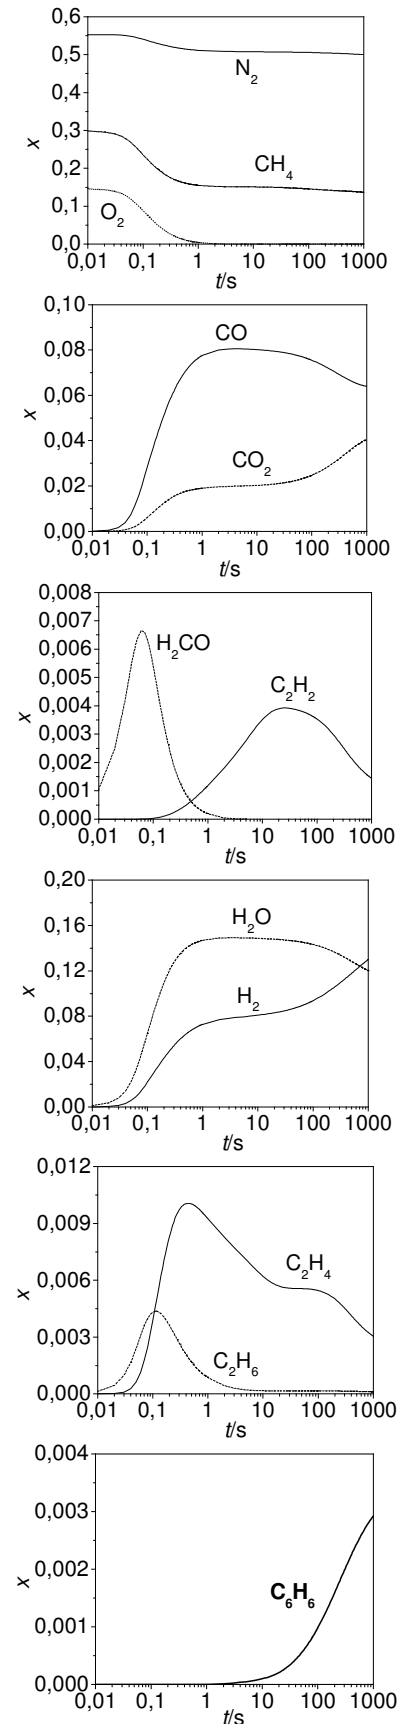 0,6
0,5
N2
0,4
x
0,3
CH4
0,2
0,1
O2
0,0
0,01 0,1 1 10 100 1000
t/s
0,10
CO
0,08
0,06
x
0,04
CO2
0,02
0,00
0,01 0,1 1 10 100 1000
t/s
0,008
0,007
H2CO
0,006
0,005
C2H2
0,004
x
0,003
0,002
0,001
0,000
0,01 0,1 1 10 100 1000
t/s
0,20
H2O
0,16
0,12
x
H2
0,08
0,04
0,00
0,01 0,1 1 10 100 1000
t/s
0,012
0,009
C2H4
0,006
x
0,003
C2H6
0,000
0,01 0,1 1 10 100 1000
t/s
0,004
0,003
0,002
x
C6H6
0,001
0,000
0,01 0,1 1 10 100 1000
t/s